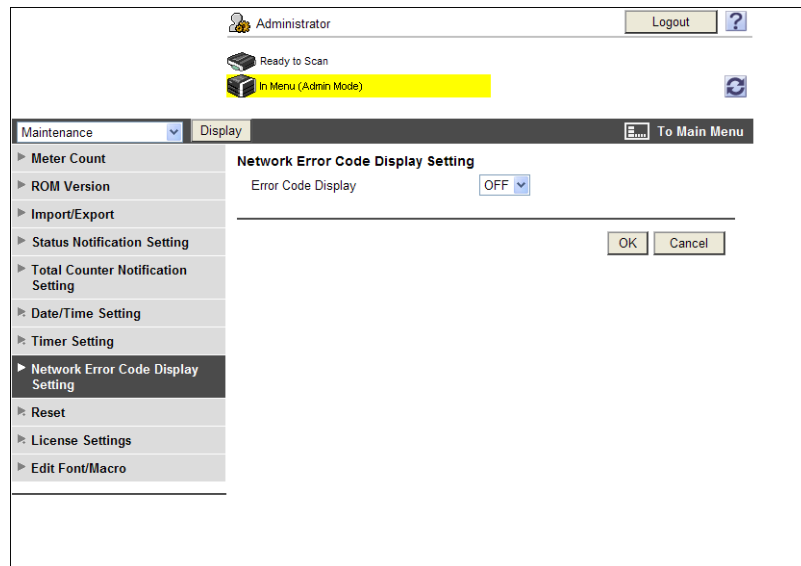 Administrator
Logout
?
Ready to Scan
In Menu (Admin Mode)
Maintenance
Display
To Main Menu
Meter Count
ROM Version
Import/Export
Status Notification Setting
Total Counter Notification
Setting
Date/Time Setting
Timer Setting
Network Error Code Display
Setting
Reset
License Settings
Edit Font/Macro
Network Error Code Display Setting
Error Code Display
OFF
OK
Cancel